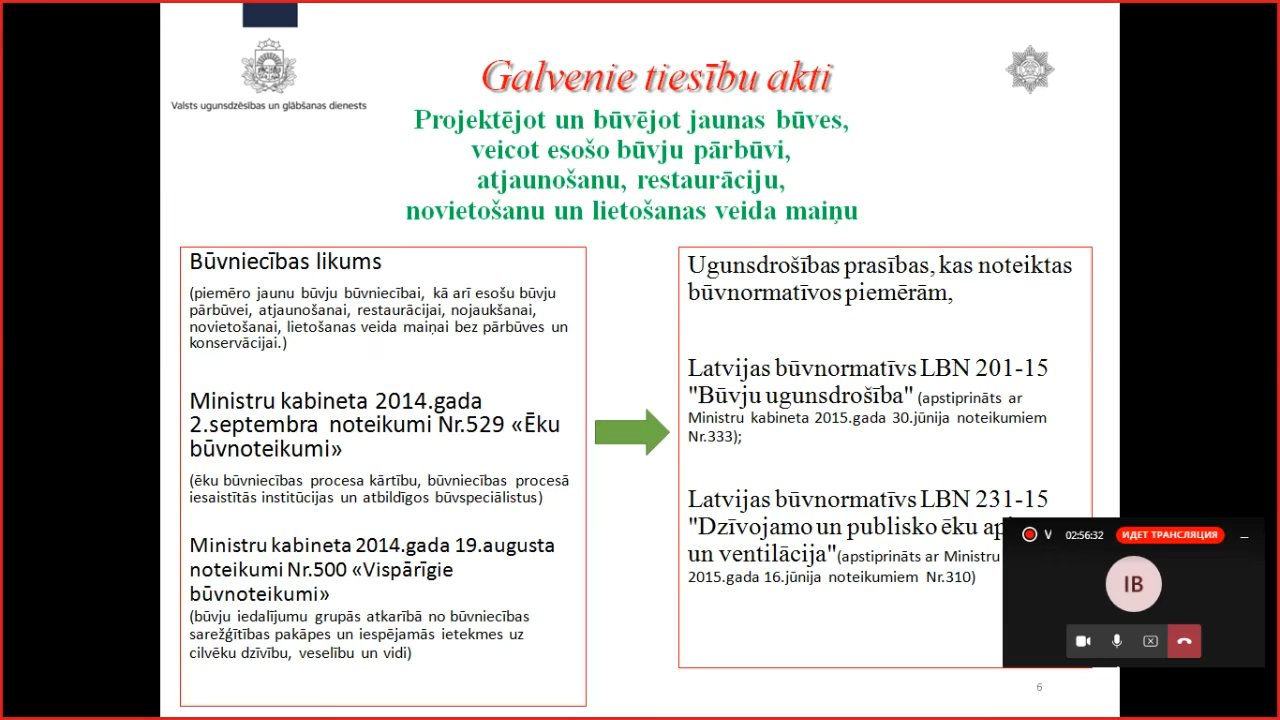 Valsts ugunsdzēsības un glābšanas dienests
Galvenie tiesību akti
Projektējot un būvējot jaunas būves,
veicot esošo būvju pārbūvi,
atjaunošanu, restaurāciju,
novietošanu un lietošanas veida maiņu
Būvniecības likums
(piemēro jaunu būvju būvniecībai, kā arī esošu būvju
pārbūvei, atjaunošanai, restaurācijai, nojaukšanai,
novietošanai, lietošanas veida maiņai bez pārbūves un
konservācijai.)
Ministru kabineta 2014.gada
2.septembra noteikumi Nr.529 «Ēku
būvnoteikumi»
(ēku būvniecības procesa kārtību, būvniecības procesā
iesaistītās institūcijas un atbildīgos būvspeciālistus)
Ministru kabineta 2014.gada 19.augusta
noteikumi Nr.500 «Vispārīgie
būvnoteikumi»
(būvju iedalījumu grupās atkarībā no būvniecības
sarežģītības pakāpes un iespējamās ietekmes uz
cilvēku dzīvību, veselību un vidi)
Ugunsdrošības prasības, kas noteiktas
būvnormatīvos piemērām,
Latvijas būvnormatīvs LBN 201-15
"Būvju ugunsdrošība" (apstiprināts ar
Ministru kabineta 2015.gada 30.jūnija noteikumiem
Nr.333);
Latvijas būvnormatīvs LBN 231-15
"Dzīvojamo un publisko ēku
un ventilācija"(apstiprināts ar Ministru
2015.gada 16.jūnija noteikumiem Nr.310)
V 02:56:32 ИДЕТ ТРАНСЛЯЦИЯ
IB
6